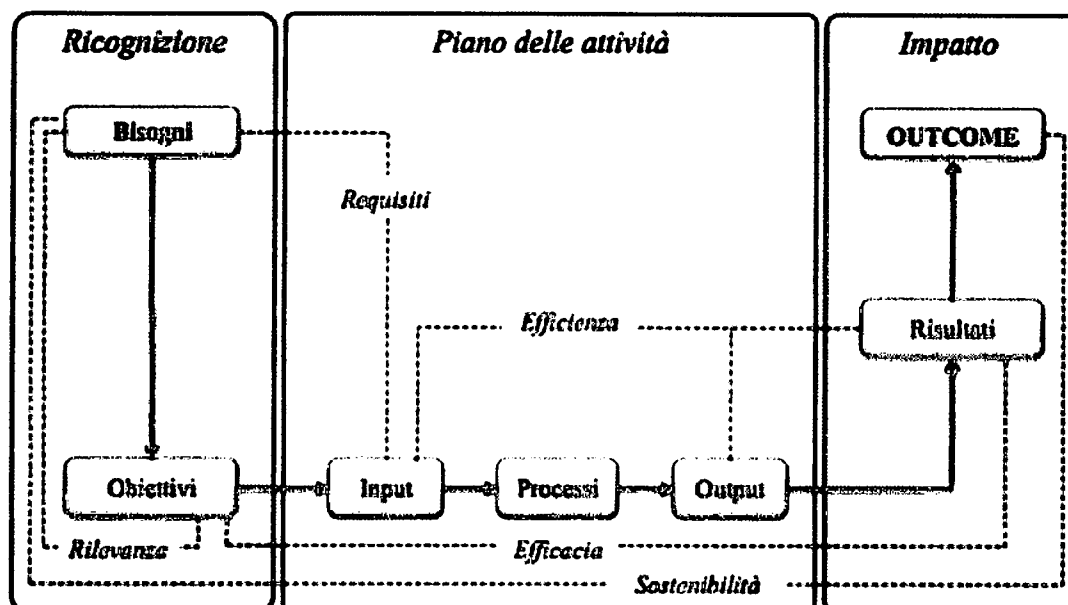 Ricognizione
Piano delle attività
Impatto
Bisogni
OUTCOME
Requisiti
Efficienza
Risultati
Obiettivi
Input
Processi
Output
Rilevanza
Efficacia
Sostenibilità